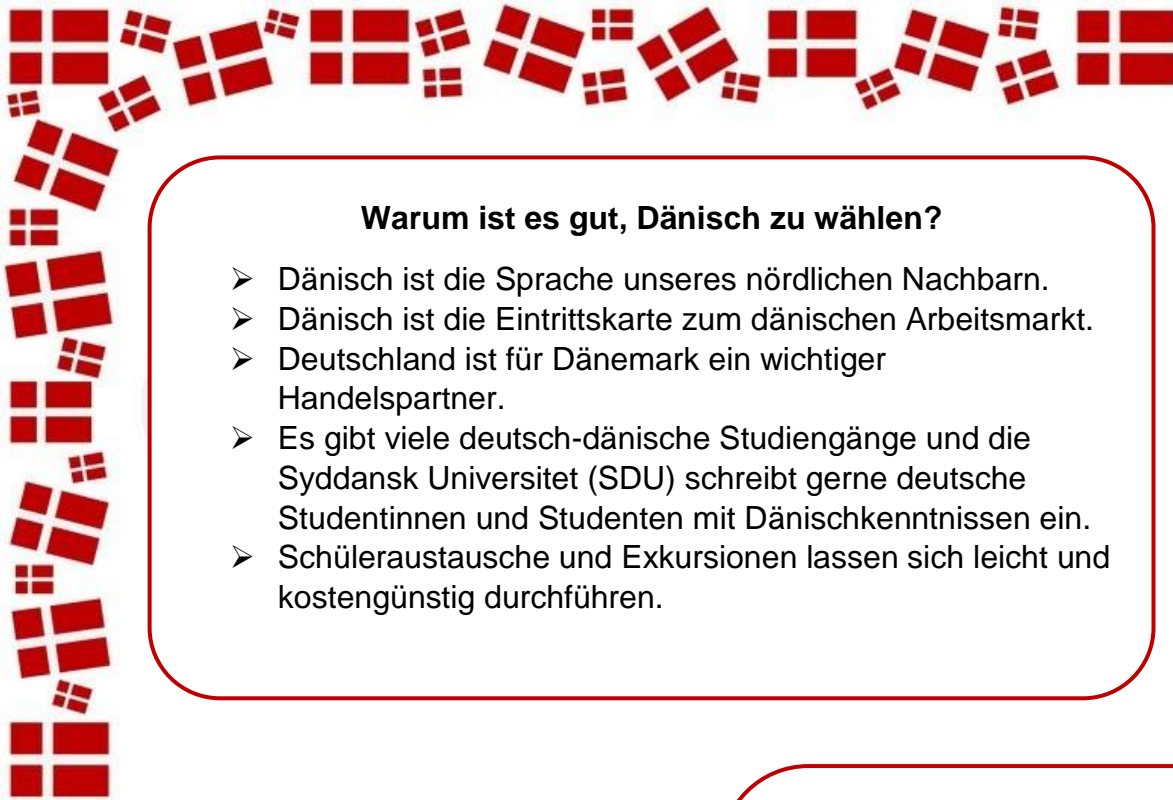 Warum ist es gut, Dänisch zu wählen?
➢ Dänisch ist die Sprache unseres nördlichen Nachbarn.
➢ Dänisch ist die Eintrittskarte zum dänischen Arbeitsmarkt.
➢ Deutschland ist für Dänemark ein wichtiger
Handelspartner.
➢ Es gibt viele deutsch-dänische Studiengänge und die
Syddansk Universitet (SDU) schreibt gerne deutsche
Studentinnen und Studenten mit Dänischkenntnissen ein.
➢ Schüleraustausche und Exkursionen lassen sich leicht und
kostengünstig durchführen.